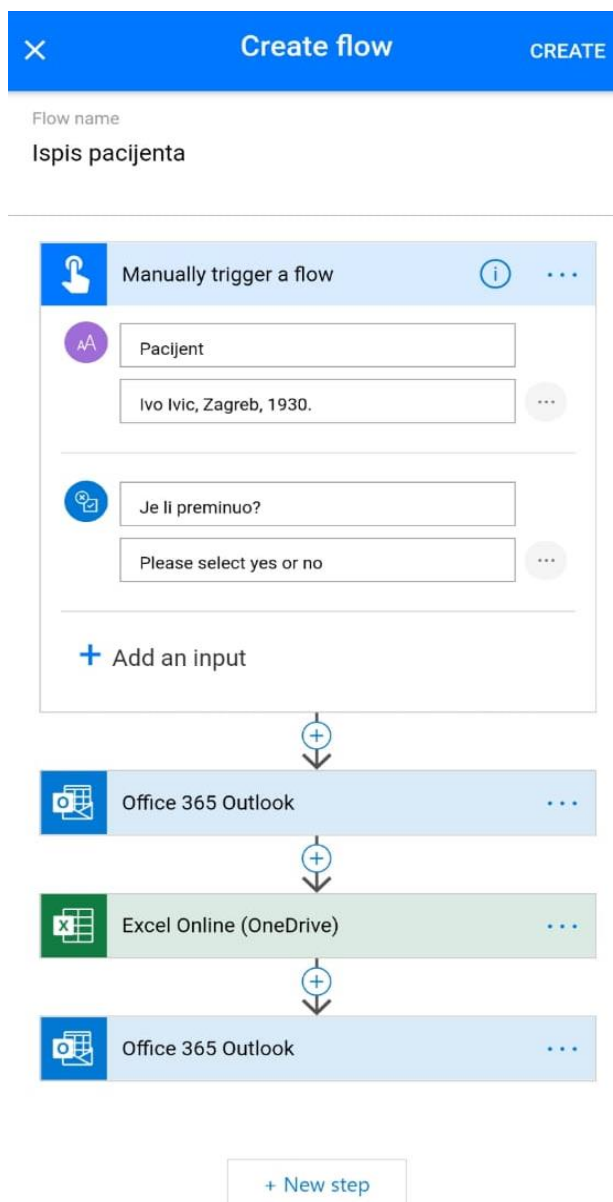 Create flow
CREATE
Flow name
Ispis pacijenta
Manually trigger a flow
AA
Pacijent
Ivo Ivic, Zagreb, 1930.
Je li preminuo?
Please select yes or no
+ Add an input
Office 365 Outlook
Excel Online (OneDrive)
Office 365 Outlook
+ New step